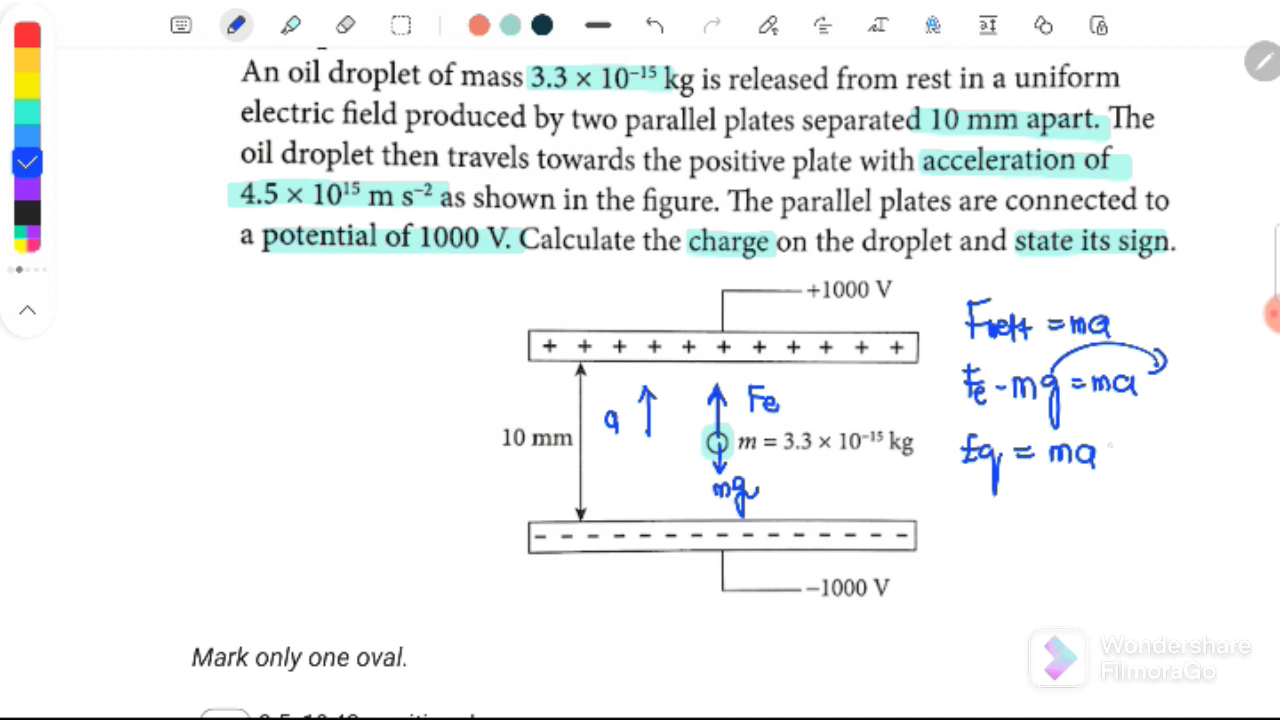 An oil droplet of mass 3.3 × 10⁻¹⁵ kg is released from rest in a uniform
electric field produced by two parallel plates separated 10 mm apart. The
oil droplet then travels towards the positive plate with acceleration of
4.5 × 10¹⁵ m s⁻² as shown in the figure. The parallel plates are connected to
a potential of 1000 V. Calculate the charge on the droplet and state its sign.
+1000 V
+ + + + + + + + + + +
Fnett = ma
Fe - mg = ma
a
Fe
10 mm
m = 3.3 × 10⁻¹⁵ kg
Eq = ma
mg
− − − − − − − − − − − − −
−1000 V
Mark only one oval.
Wondershare
FilmoraGo